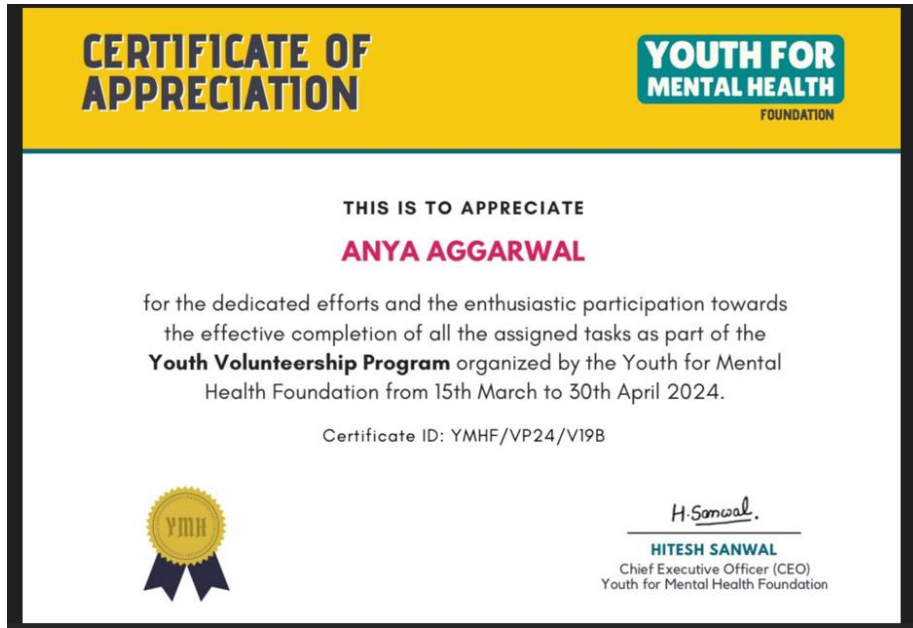 CERTIFICATE OF
APPRECIATION
YOUTH FOR
MENTAL HEALTH
FOUNDATION
THIS IS TO APPRECIATE
ANYA AGGARWAL
for the dedicated efforts and the enthusiastic participation towards
the effective completion of all the assigned tasks as part of the
Youth Volunteership Program organized by the Youth for Mental
Health Foundation from 15th March to 30th April 2024.
Certificate ID: YMHF/VP24/V19B
YMH
H.Sanwal.
HITESH SANWAL
Chief Executive Officer (CEO)
Youth for Mental Health Foundation